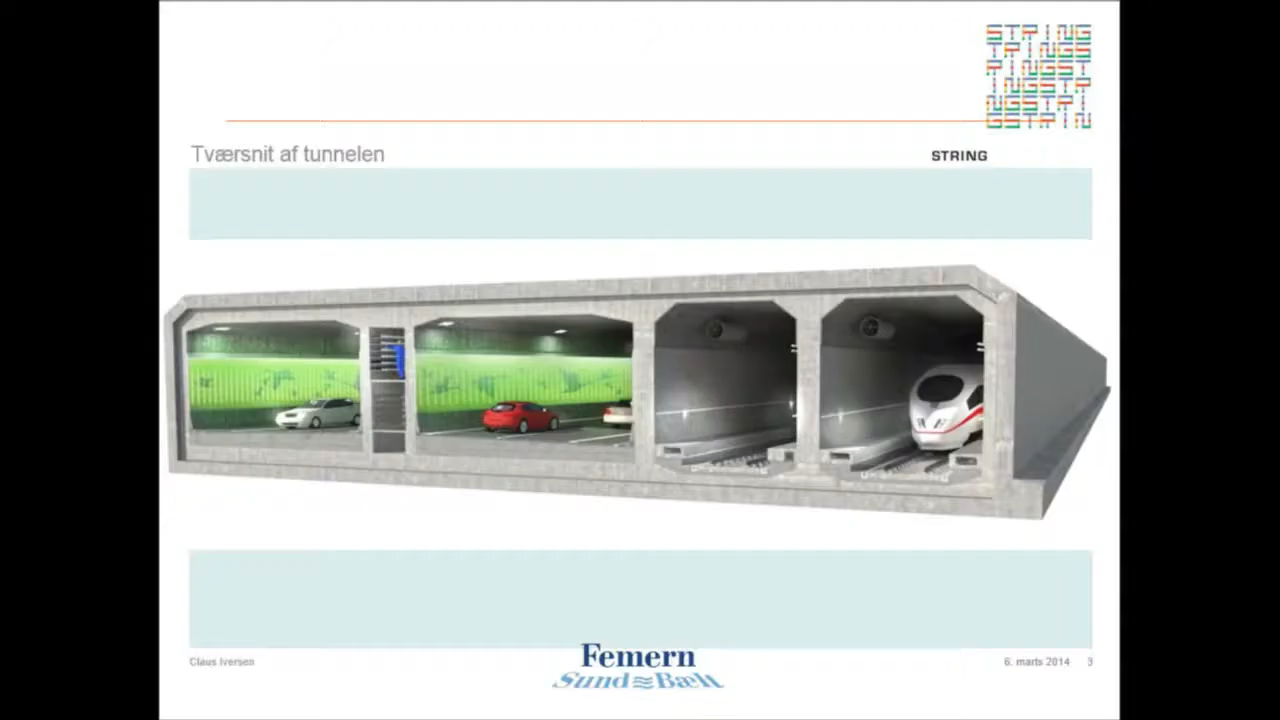 STRING
TRINGS
RINGST
INGSTR
NGSTRI
GSTRIN
Tværsnit af tunnelen
STRING
Claus Iversen
Femern
Sund≈Bælt
6. marts 2014 3